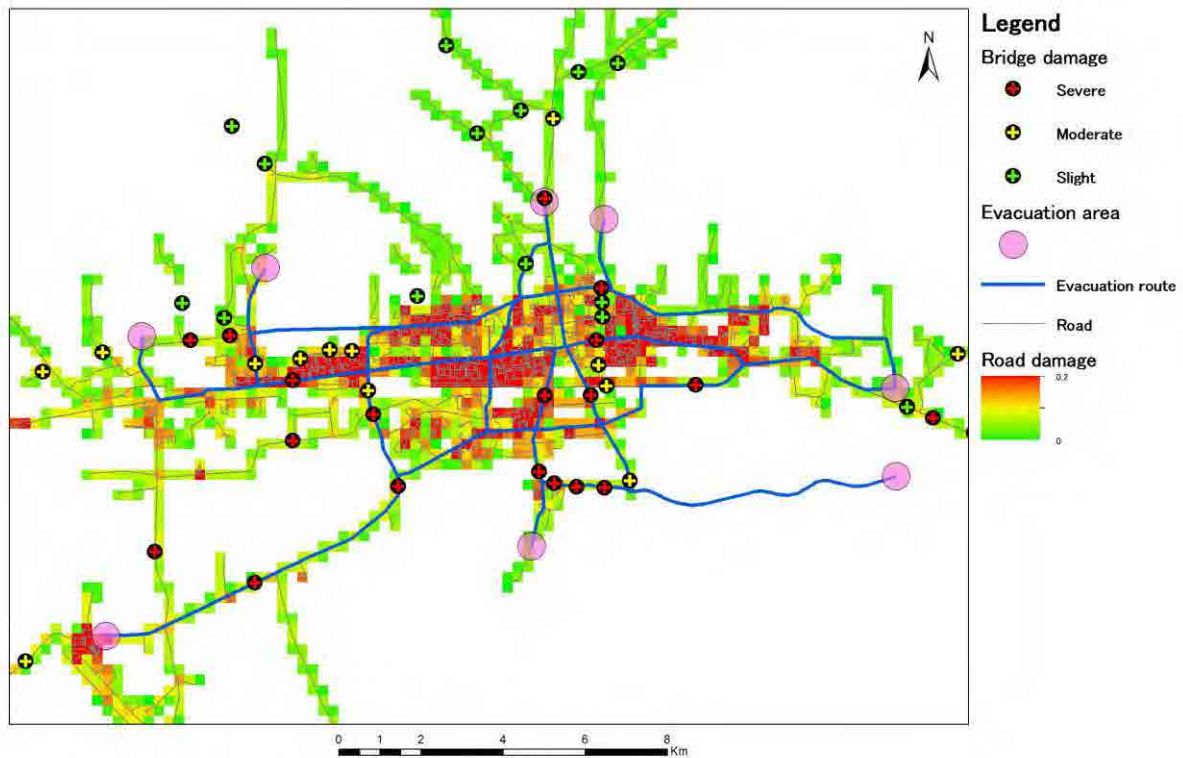 N
Legend
Bridge damage
Severe
Moderate
Slight
Evacuation area
Evacuation route
Road
Road damage
0.2
0
0 1 2 4 6 8
Km